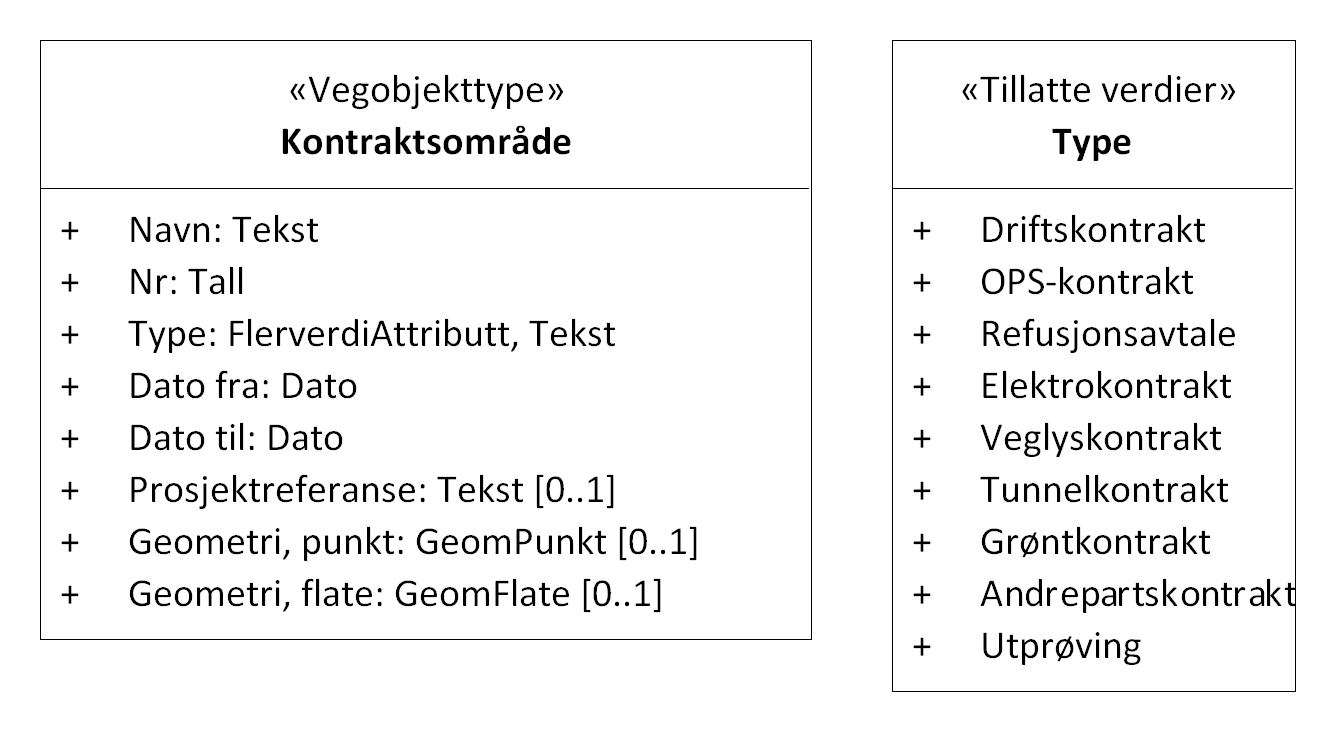 «Vegobjekttype»
Kontraktsområde
+ Navn: Tekst
+ Nr: Tall
+ Type: FlerverdiAttributt, Tekst
+ Dato fra: Dato
+ Dato til: Dato
+ Prosjektreferanse: Tekst [0..1]
+ Geometri, punkt: GeomPunkt [0..1]
+ Geometri, flate: GeomFlate [0..1]
«Tillatte verdier»
Type
+ Driftskontrakt
+ OPS-kontrakt
+ Refusjonsavtale
+ Elektrokontrakt
+ Veglyskontrakt
+ Tunnelkontrakt
+ Grøntkontrakt
+ Andrepartskontrakt
+ Utprøving